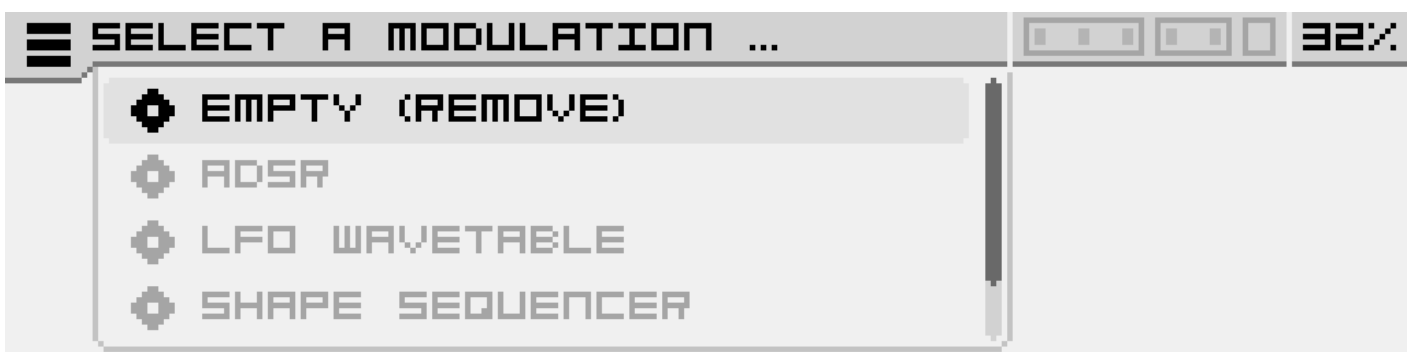 SELECT A MODULATION ...
32%
EMPTY (REMOVE)
ADSR
LFO WAVETABLE
SHAPE SEQUENCER